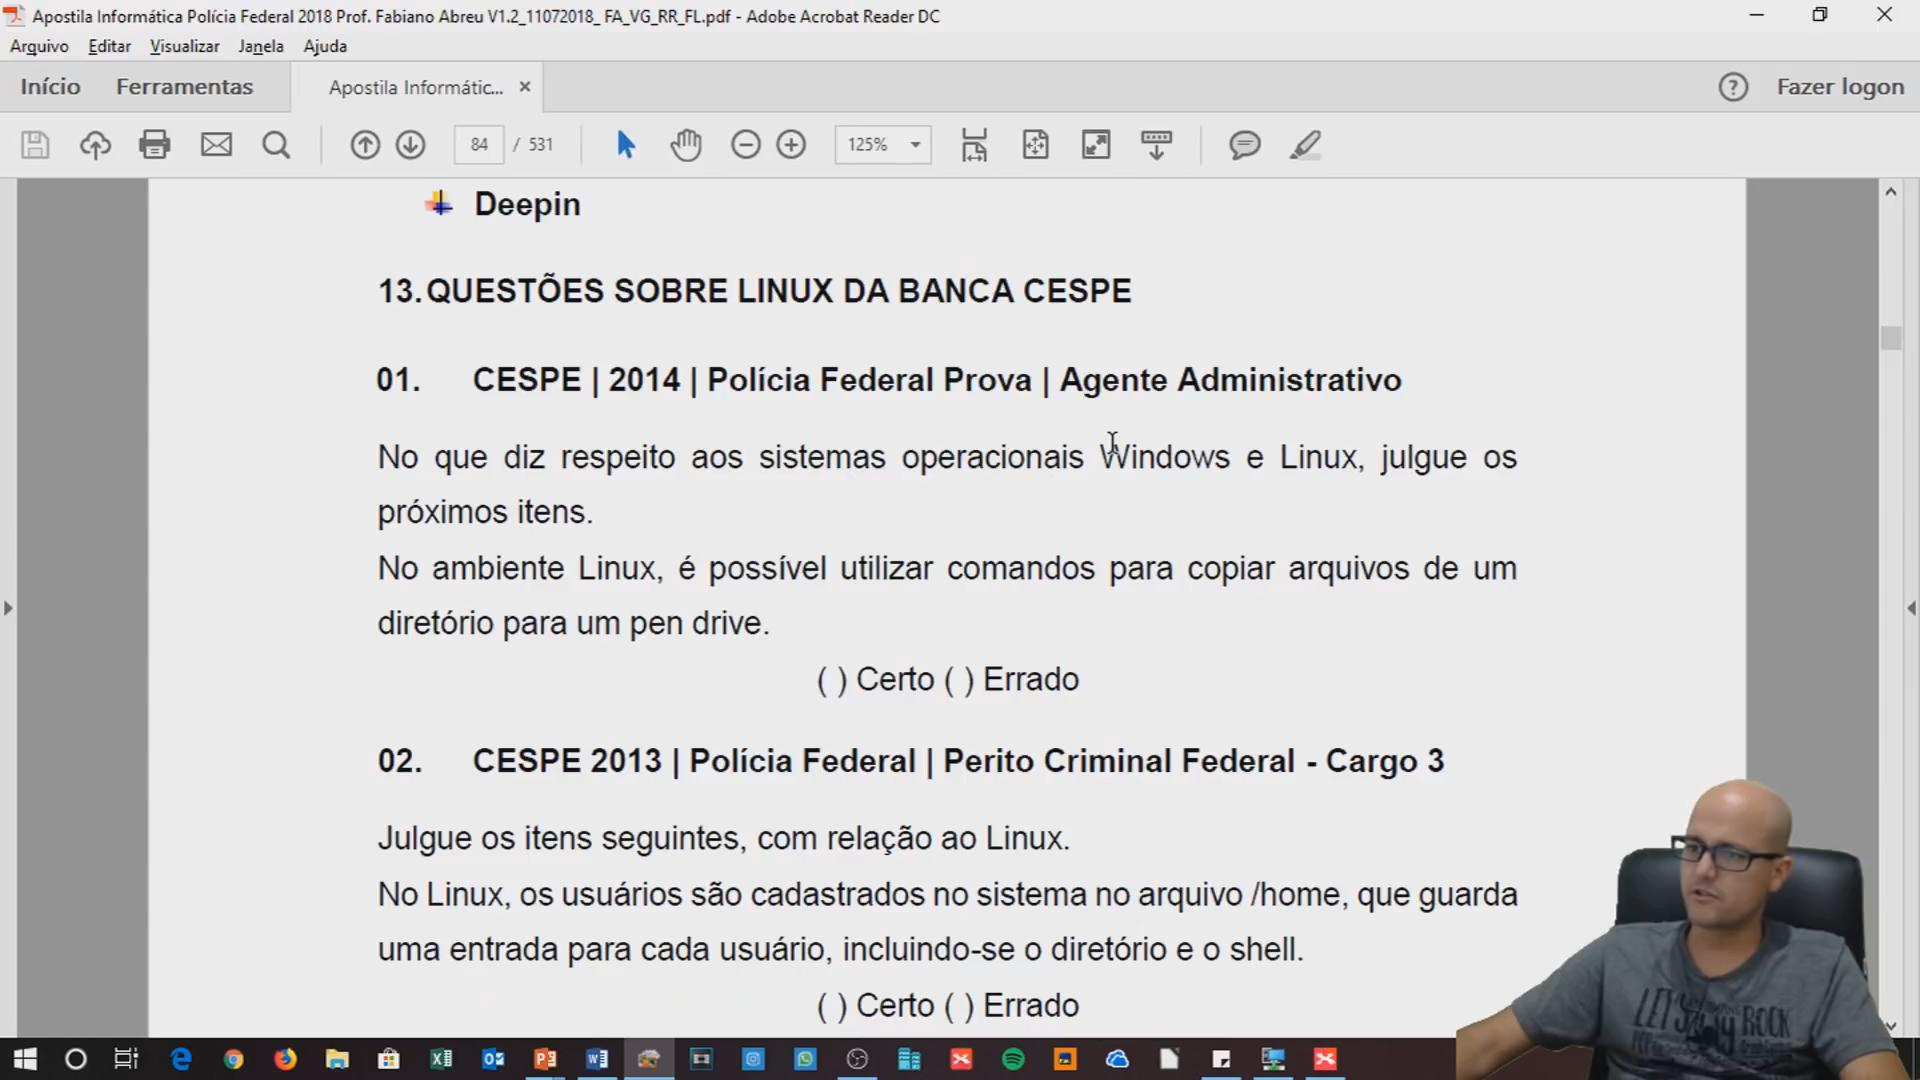 Apostila Informática Polícia Federal 2018 Prof. Fabiano Abreu V1.2_11072018_ FA_VG_RR_FL.pdf - Adobe Acrobat Reader DC
Arquivo Editar Visualizar Janela Ajuda
Início Ferramentas Apostila Informátic... × Fazer logon
84 / 531 125%
Deepin
13. QUESTÕES SOBRE LINUX DA BANCA CESPE
01. CESPE | 2014 | Polícia Federal Prova | Agente Administrativo
No que diz respeito aos sistemas operacionais Windows e Linux, julgue os
próximos itens.
No ambiente Linux, é possível utilizar comandos para copiar arquivos de um
diretório para um pen drive.
( ) Certo ( ) Errado
02. CESPE 2013 | Polícia Federal | Perito Criminal Federal - Cargo 3
Julgue os itens seguintes, com relação ao Linux.
No Linux, os usuários são cadastrados no sistema no arquivo /home, que guarda
uma entrada para cada usuário, incluindo-se o diretório e o shell.
( ) Certo ( ) Errado
ROCK